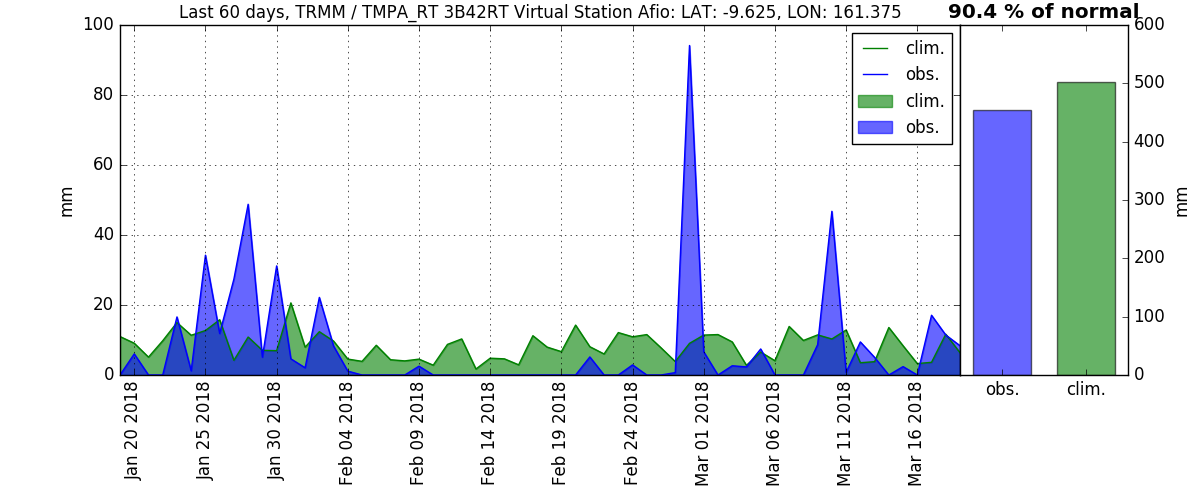 Last 60 days, TRMM / TMPA_RT 3B42RT Virtual Station Afio: LAT: -9.625, LON: 161.375
90.4 % of normal
100
80
60
40
20
0
mm
clim.
obs.
clim.
obs.
600
500
400
300
200
100
0
mm
Jan 20 2018
Jan 25 2018
Jan 30 2018
Feb 04 2018
Feb 09 2018
Feb 14 2018
Feb 19 2018
Feb 24 2018
Mar 01 2018
Mar 06 2018
Mar 11 2018
Mar 16 2018
obs.
clim.